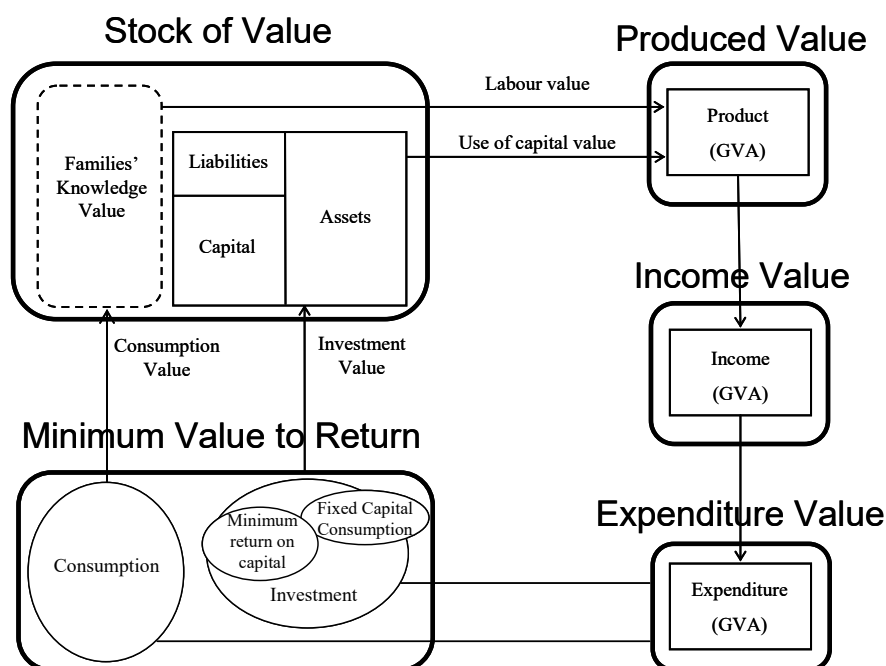 Stock of Value
Produced Value
Labour value
Product
(GVA)
Use of capital value
Families'
Knowledge
Value
Liabilities
Assets
Capital
Income Value
Consumption
Value
Investment
Value
Income
(GVA)
Minimum Value to Return
Fixed Capital
Consumption
Minimum
return on
capital
Consumption
Investment
Expenditure Value
Expenditure
(GVA)